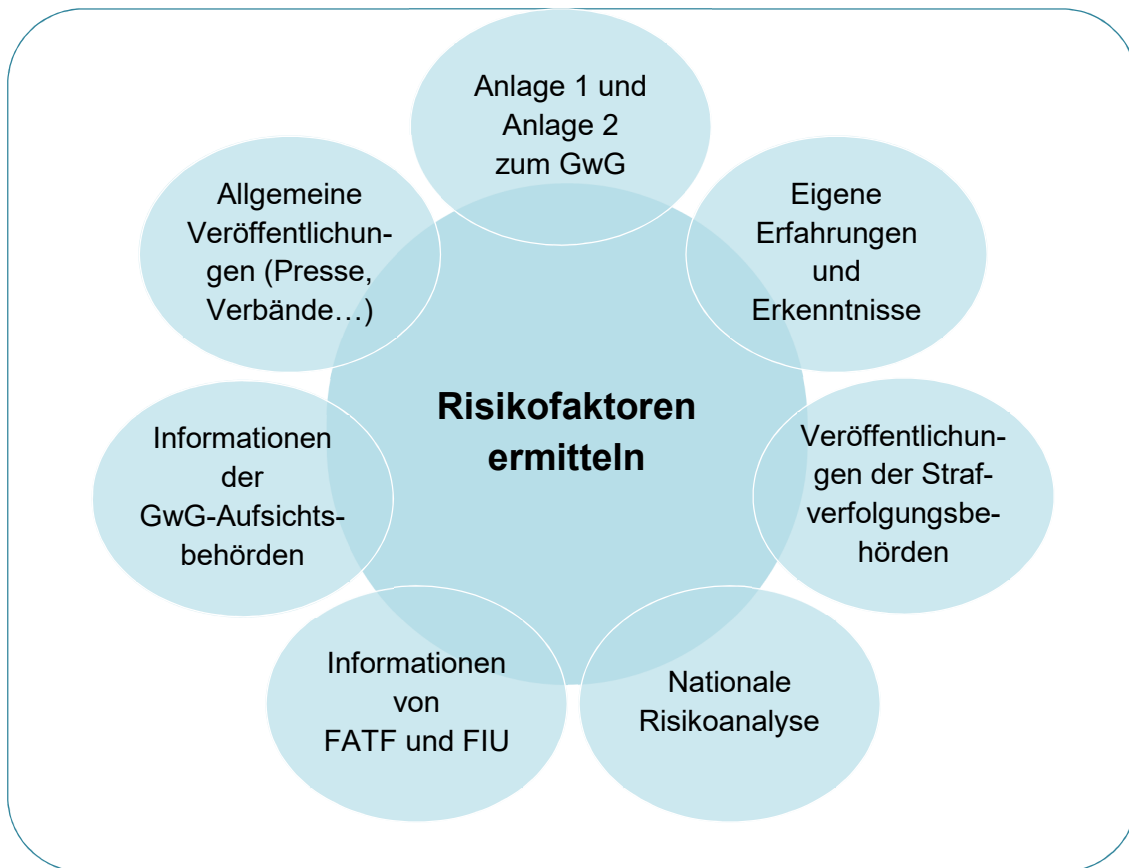 Anlage 1 und
Anlage 2
zum GwG
Eigene
Erfahrungen
und
Erkenntnisse
Veröffentlichun-
gen der Straf-
verfolgungsbe-
hörden
Nationale
Risikoanalyse
Informationen
von
FATF und FIU
Informationen
der
GwG-Aufsichts-
behörden
Allgemeine
Veröffentlichun-
gen (Presse,
Verbände…)
Risikofaktoren
ermitteln